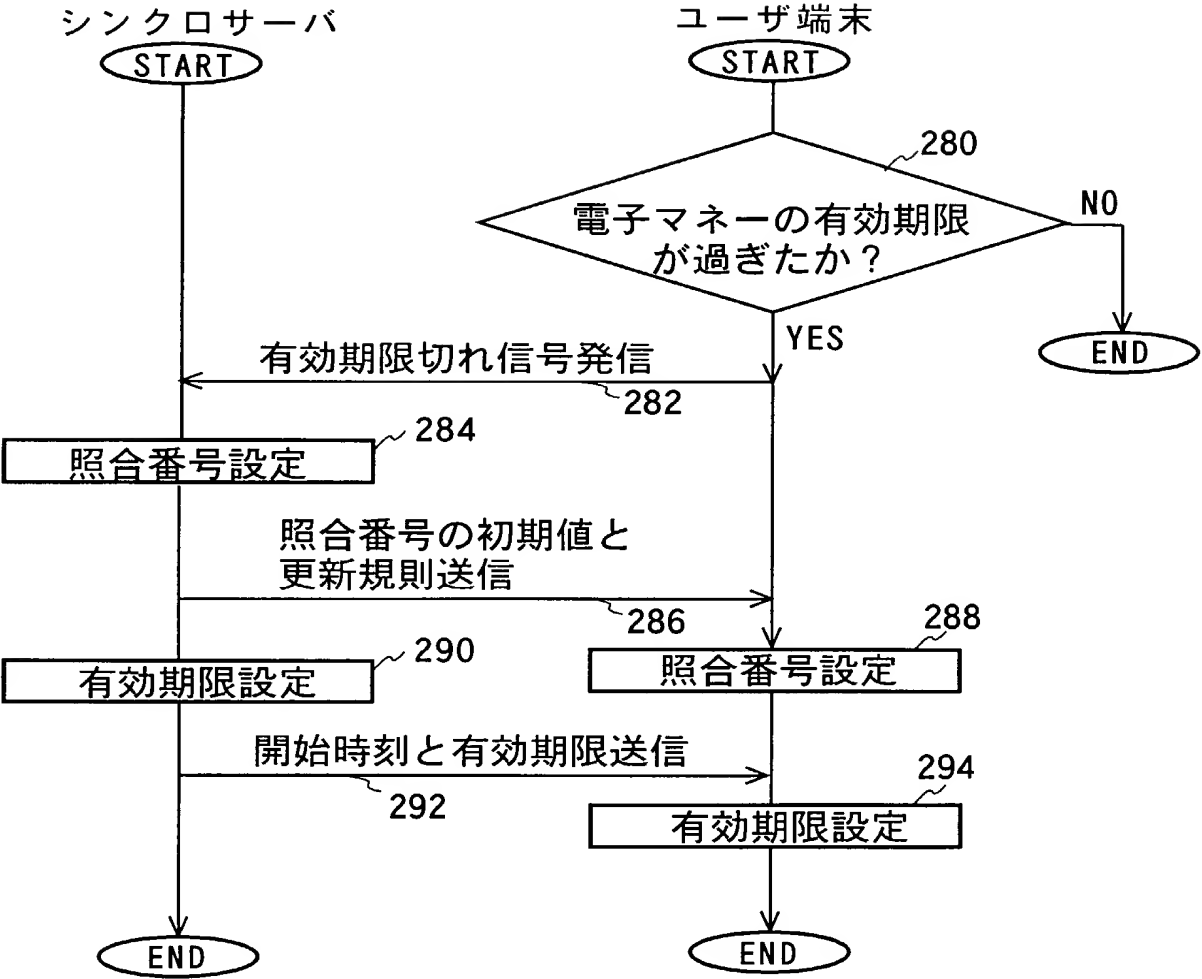 シンクロサーバ
ユーザ端末
START
START
280
電子マネーの有効期限
が過ぎたか？
NO
YES
END
有効期限切れ信号発信
282
284
照合番号設定
照合番号の初期値と
更新規則送信
286
288
照合番号設定
290
有効期限設定
開始時刻と有効期限送信
292
294
有効期限設定
END
END